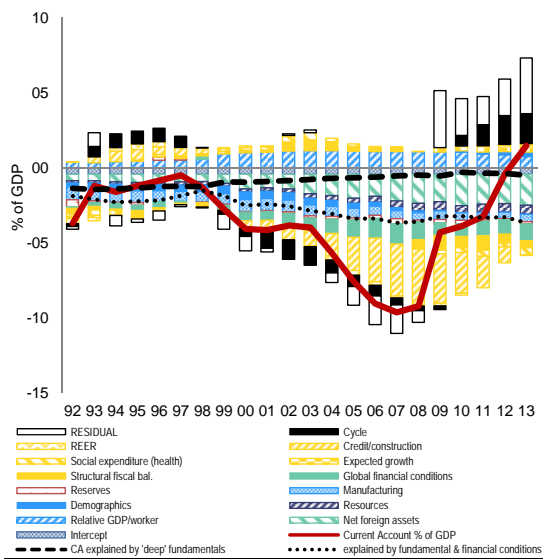 10
05
00
-05
-10
-15
% of GDP
92 93 94 95 96 97 98 99 00 01 02 03 04 05 06 07 08 09 10 11 12 13
RESIDUAL Cycle
REER Credit/construction
Social expenditure (health) Expected growth
Structural fiscal bal. Global financial conditions
Reserves Manufacturing
Demographics Resources
Relative GDP/worker Net foreign assets
Intercept Current Account % of GDP
CA explained by 'deep' fundamentals explained by fundamental & financial conditions